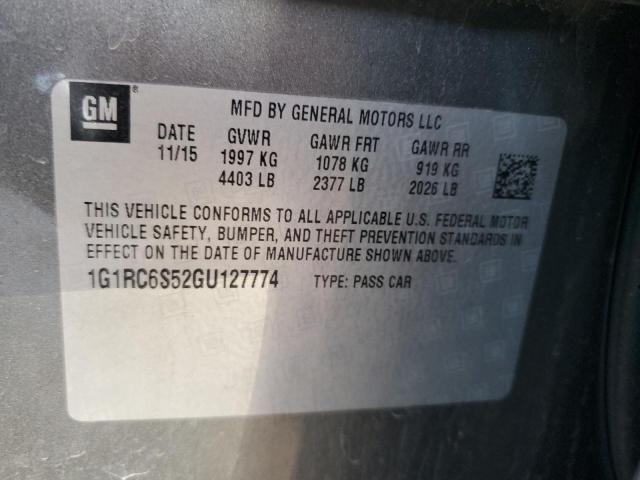 GM®
MFD BY GENERAL MOTORS LLC
DATE GVWR GAWR FRT GAWR RR
11/15 1997 KG 1078 KG 919 KG
4403 LB 2377 LB 2026 LB
THIS VEHICLE CONFORMS TO ALL APPLICABLE U.S. FEDERAL MOTOR
VEHICLE SAFETY, BUMPER, AND THEFT PREVENTION STANDARDS IN
EFFECT ON THE DATE OF MANUFACTURE SHOWN ABOVE.
1G1RC6S52GU127774 TYPE: PASS CAR